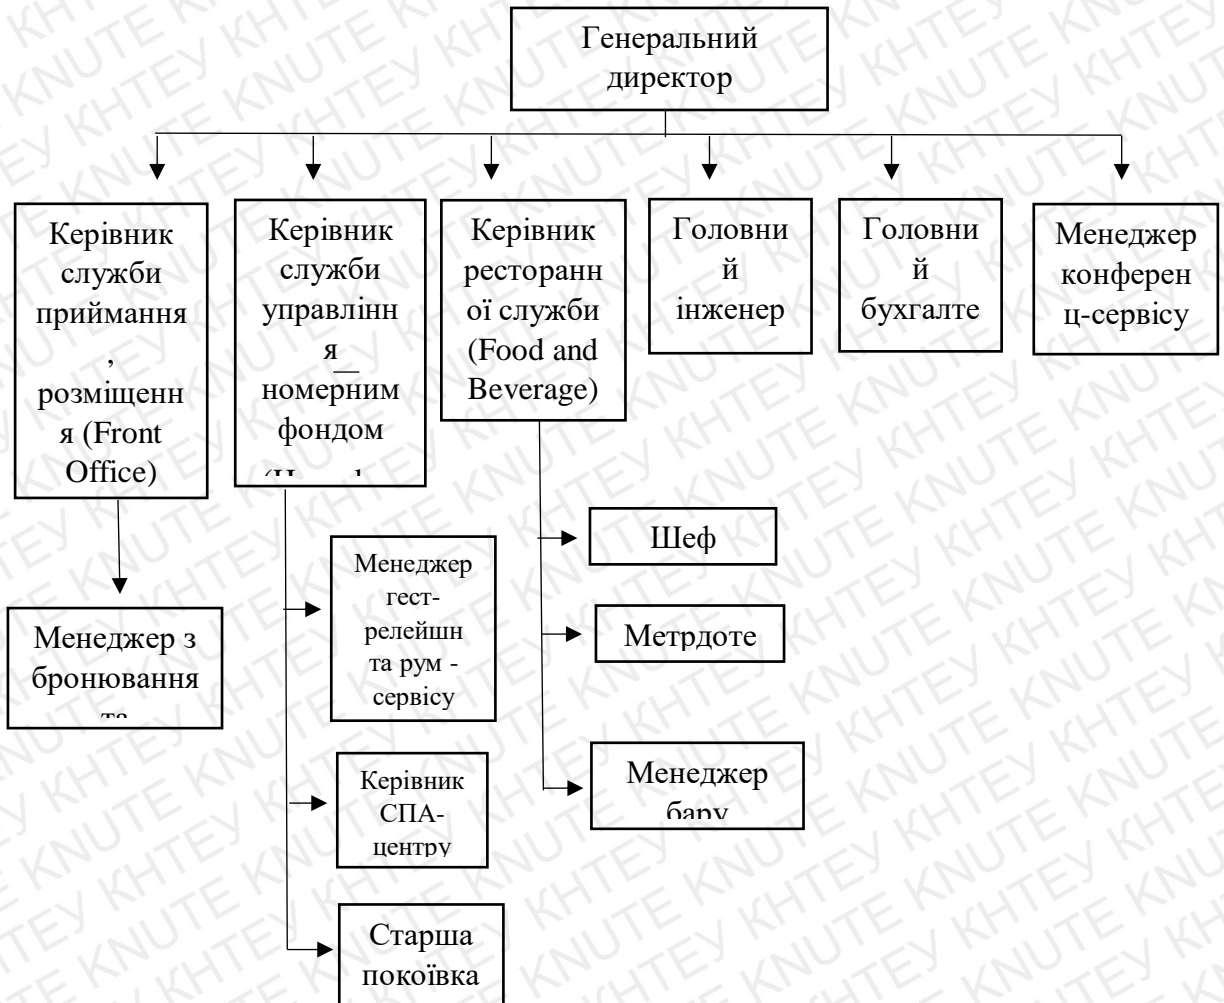 Генеральний
директор
Керівник
служби
приймання
,
розміщенн
я (Front
Office)
Керівник
служби
управлінн
я
номерним
фондом
Керівник
ресторанн
ої служби
(Food and
Beverage)
Головни
й
інженер
Головни
й
бухгалте
Менеджер
конферен
ц-сервісу
Менеджер з
бронювання
та
Менеджер
гест-
релейшн
та рум -
сервісу
Керівник
СПА-
центру
Старша
покоївка
Шеф
Метрдоте
Менеджер
бару